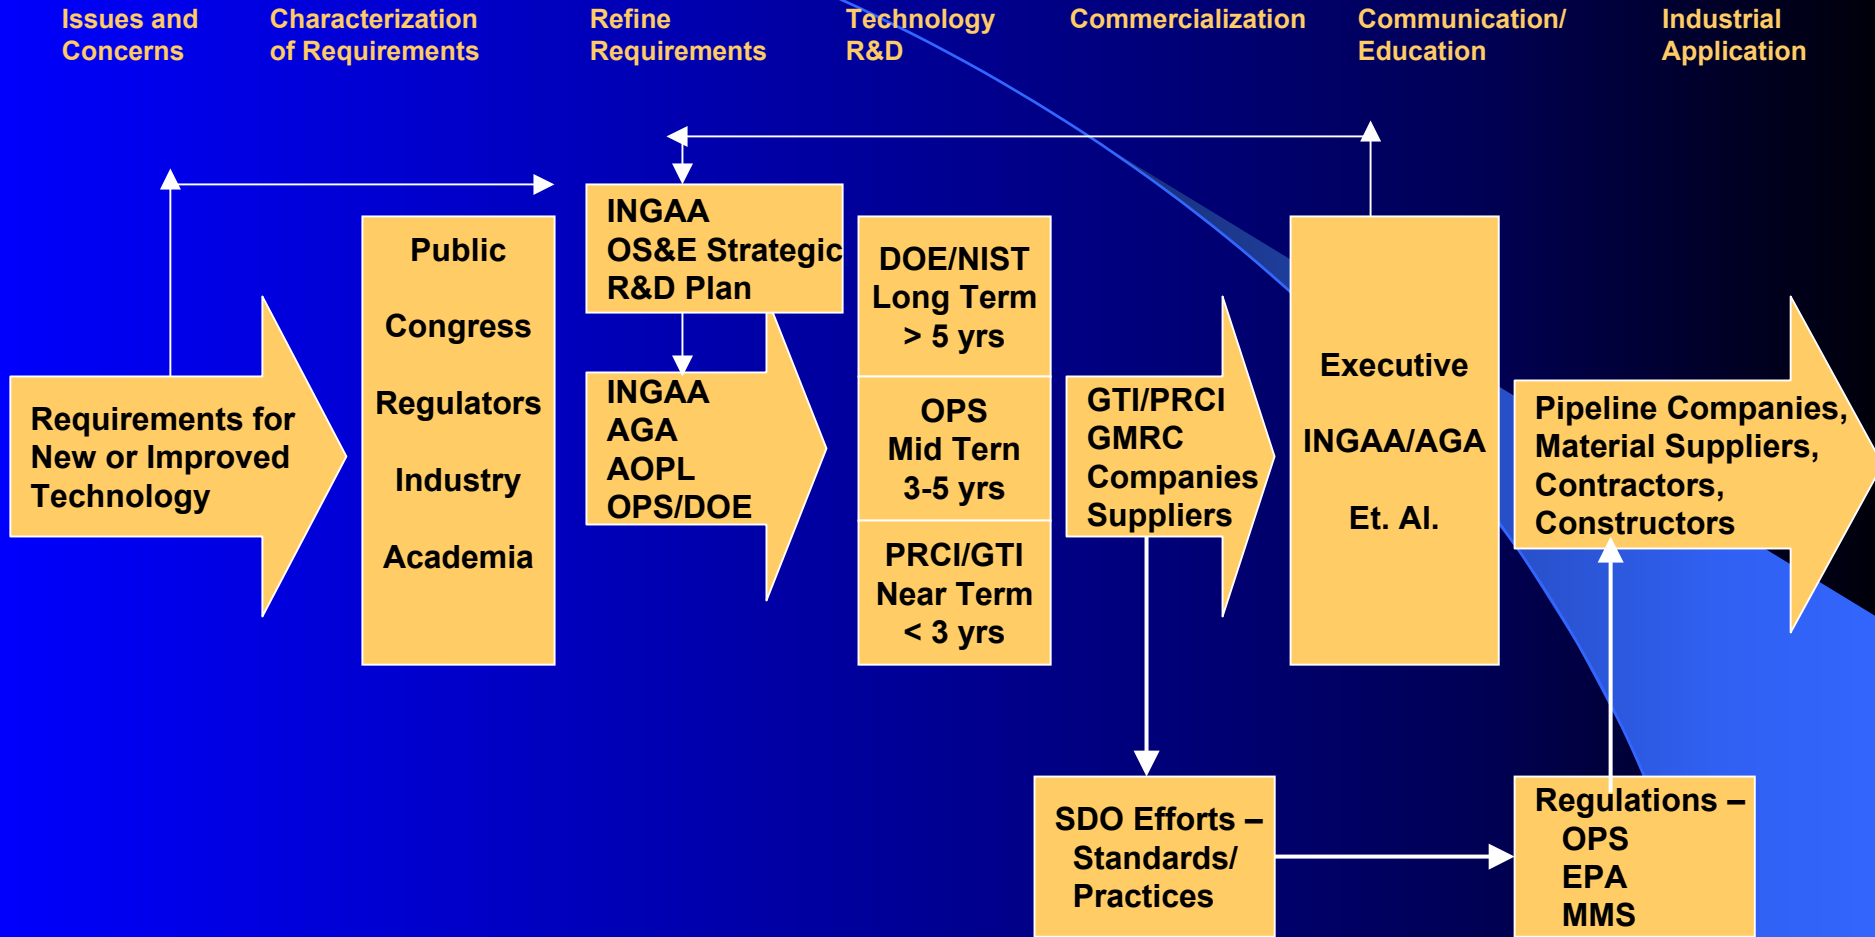 Issues and
Concerns
Characterization
of Requirements
Refine
Requirements
Technology
R&D
Commercialization
Communication/
Education
Industrial
Application
Requirements for
New or Improved
Technology
Public
Congress
Regulators
Industry
Academia
INGAA
OS&E Strategic
R&D Plan
INGAA
AGA
AOPL
OPS/DOE
DOE/NIST
Long Term
> 5 yrs
OPS
Mid Tern
3-5 yrs
PRCI/GTI
Near Term
< 3 yrs
GTI/PRCI
GMRC
Companies
Suppliers
Executive
INGAA/AGA
Et. Al.
Pipeline Companies,
Material Suppliers,
Contractors,
Constructors
SDO Efforts –
Standards/
Practices
Regulations –
OPS
EPA
MMS